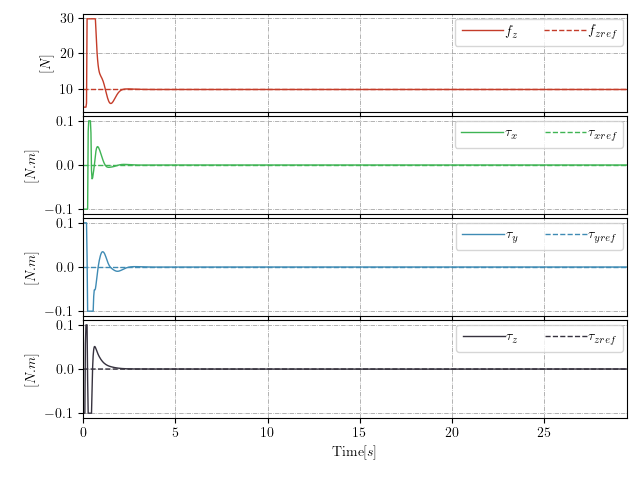 30
20
10
[N]
f_z
f_zref
0.1
0.0
−0.1
[N.m]
τ_x
τ_xref
0.1
0.0
−0.1
[N.m]
τ_y
τ_yref
0.1
0.0
−0.1
[N.m]
τ_z
τ_zref
0 5 10 15 20 25
Time[s]